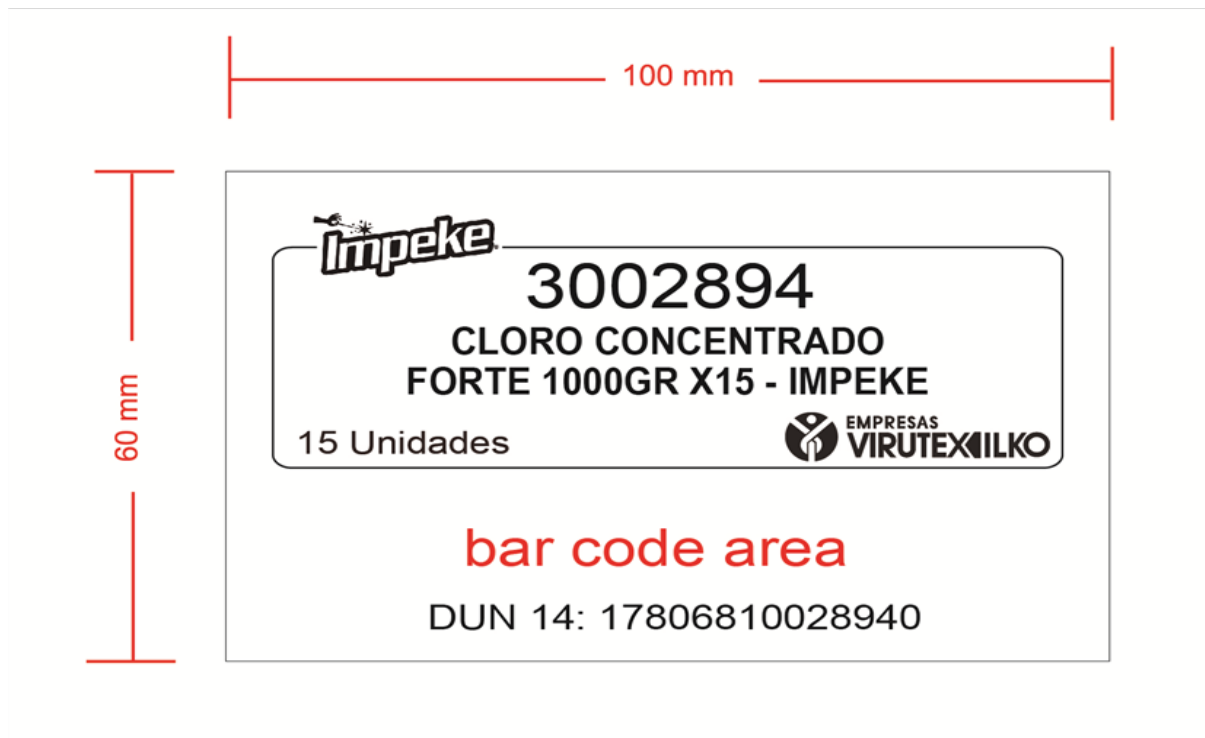 100 mm
60 mm
Impeke
3002894
CLORO CONCENTRADO
FORTE 1000GR X15 - IMPEKE
15 Unidades
EMPRESAS
VIRUTEX ILKO
bar code area
DUN 14: 17806810028940